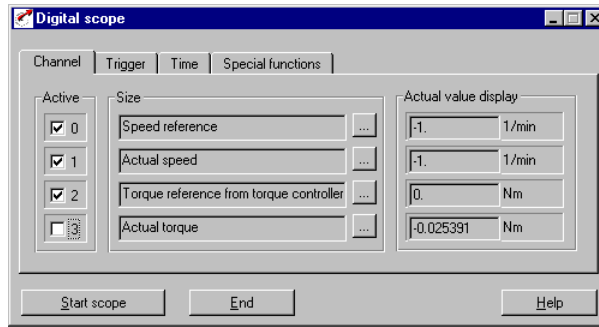 Digital scope
Channel Trigger Time Special functions
Active Size Actual value display
0 Speed reference ... -1. 1/min
1 Actual speed ... -1. 1/min
2 Torque reference from torque controller ... 0. Nm
3 Actual torque ... -0.025391 Nm
Start scope End Help